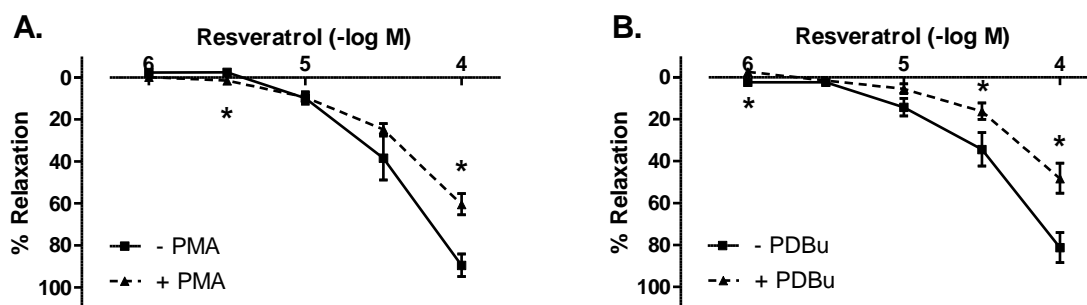 A.
Resveratrol (-log M)
6 5 4
0
20
40
60
80
100
% Relaxation
*
*
- PMA
+ PMA
B.
Resveratrol (-log M)
6 5 4
0
20
40
60
80
100
% Relaxation
*
*
*
- PDBu
+ PDBu